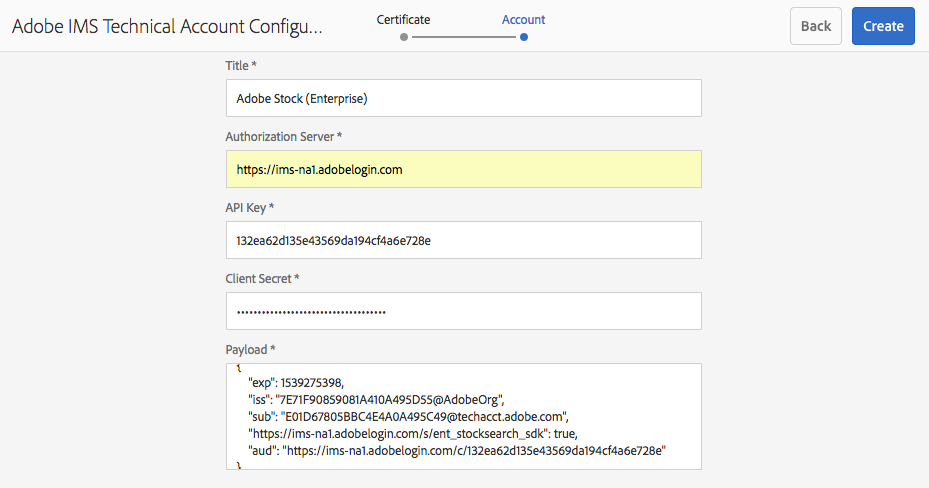 Adobe IMS Technical Account Configu...
Certificate
Account
Back
Create
Title *
Adobe Stock (Enterprise)
Authorization Server *
https://ims-na1.adobelogin.com
API Key *
132ea62d135e43569da194cf4a6e728e
Client Secret *
••••••••••••••••••••••••••••••••••••
Payload *
{
"exp": 1539275398,
"iss": "7E71F90859081A410A495D55@AdobeOrg",
"sub": "E01D67805BBC4E4A0A495C49@techacct.adobe.com",
"https://ims-na1.adobelogin.com/s/ent_stocksearch_sdk": true,
"aud": "https://ims-na1.adobelogin.com/c/132ea62d135e43569da194cf4a6e728e"
}